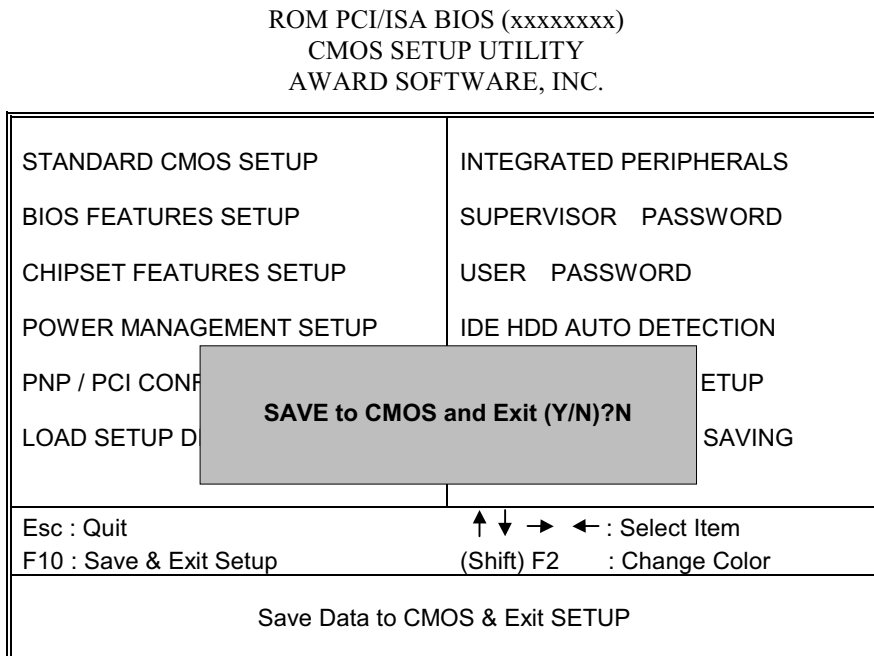 ROM PCI/ISA BIOS (xxxxxxxx)
CMOS SETUP UTILITY
AWARD SOFTWARE, INC.
STANDARD CMOS SETUP
BIOS FEATURES SETUP
CHIPSET FEATURES SETUP
POWER MANAGEMENT SETUP
PNP / PCI CONF
LOAD SETUP D
INTEGRATED PERIPHERALS
SUPERVISOR PASSWORD
USER PASSWORD
IDE HDD AUTO DETECTION
ETUP
SAVING
SAVE to CMOS and Exit (Y/N)?N
Esc : Quit
F10 : Save & Exit Setup
↑ ↓ → ← : Select Item
(Shift) F2 : Change Color
Save Data to CMOS & Exit SETUP